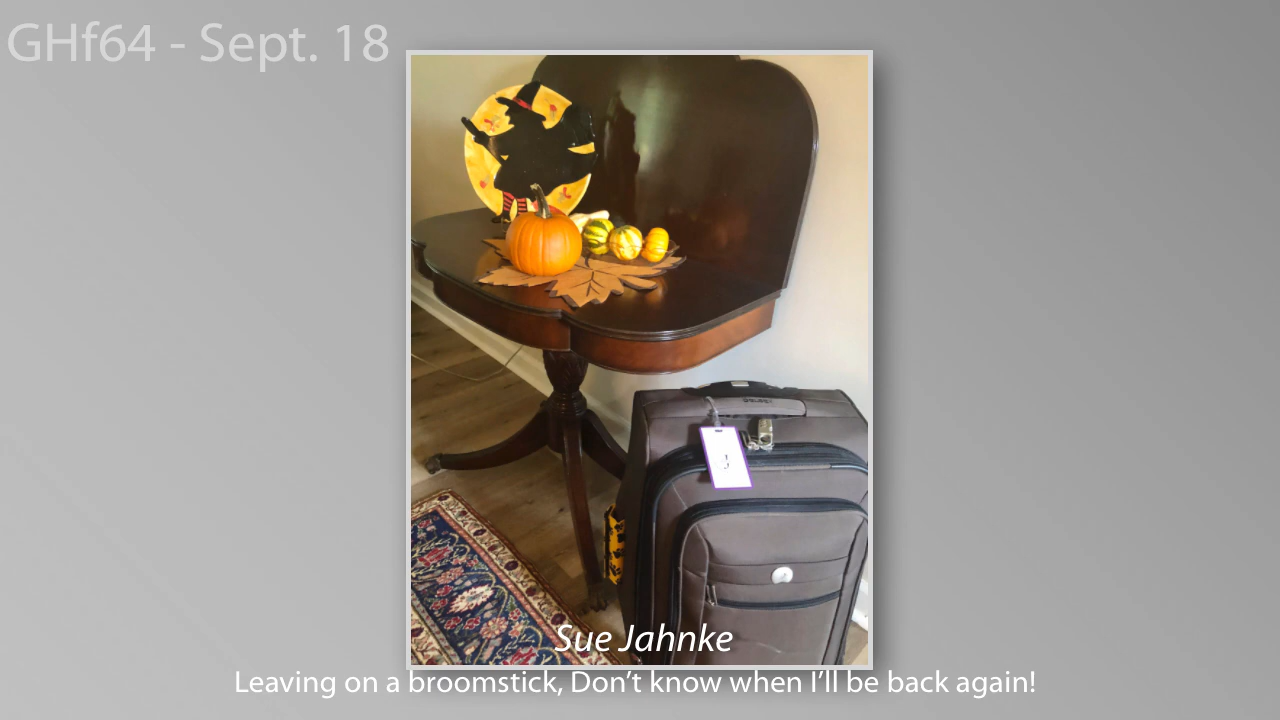 GHf64 - Sept. 18
Sue Jahnke
Leaving on a broomstick, Don't know when I'll be back again!